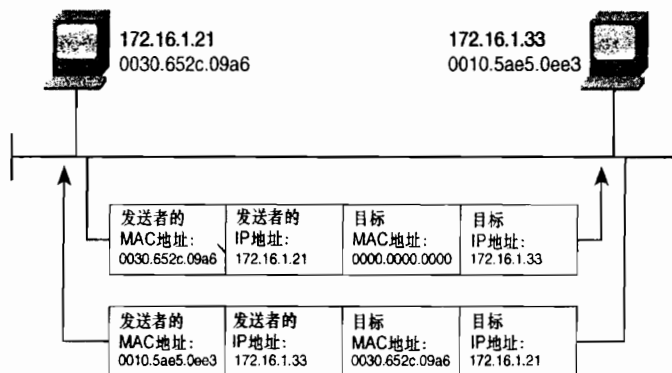 172.16.1.21
0030.652c.09a6
172.16.1.33
0010.5ae5.0ee3
发送者的
MAC地址:
0030.652c.09a6
发送者的
IP地址:
172.16.1.21
目标
MAC地址:
0000.0000.0000
目标
IP地址:
172.16.1.33
发送者的
MAC地址:
0010.5ae5.0ee3
发送者的
IP地址:
172.16.1.33
目标
MAC地址:
0030.652c.09a6
目标
IP地址:
172.16.1.21